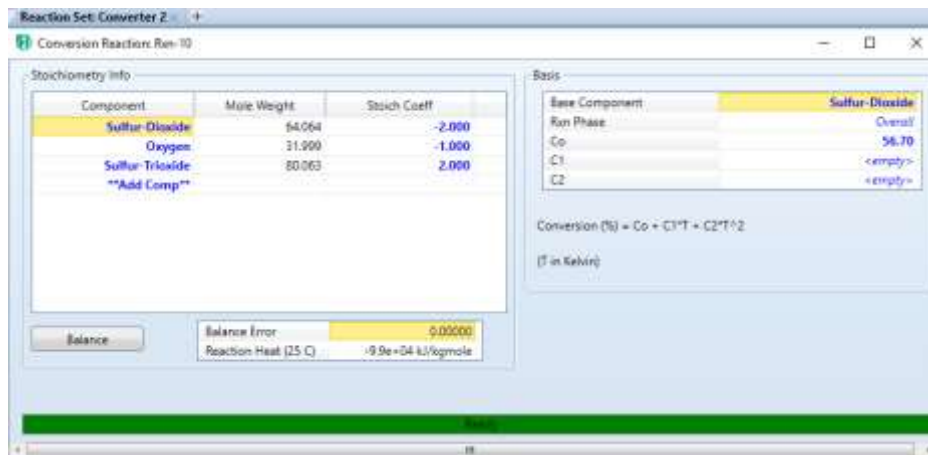 Reaction Set: Converter 2 +
Conversion Reaction: Rxn-10
Stoichiometry Info
Component Mole Weight Stoich Coeff
Sulfur-Dioxide 64.064 -2.000
Oxygen 31.999 -1.000
Sulfur-Trioxide 80.063 2.000
**Add Comp**
Balance
Balance Error 0.00000
Reaction Heat (25 C) -9.9e+04 kJ/kgmole
Basis
Base Component Sulfur-Dioxide
Rxn Phase Overall
Co 56.70
C1 <empty>
C2 <empty>
Conversion (%) = Co + C1*T + C2*T^2
(T in Kelvin)
Ready